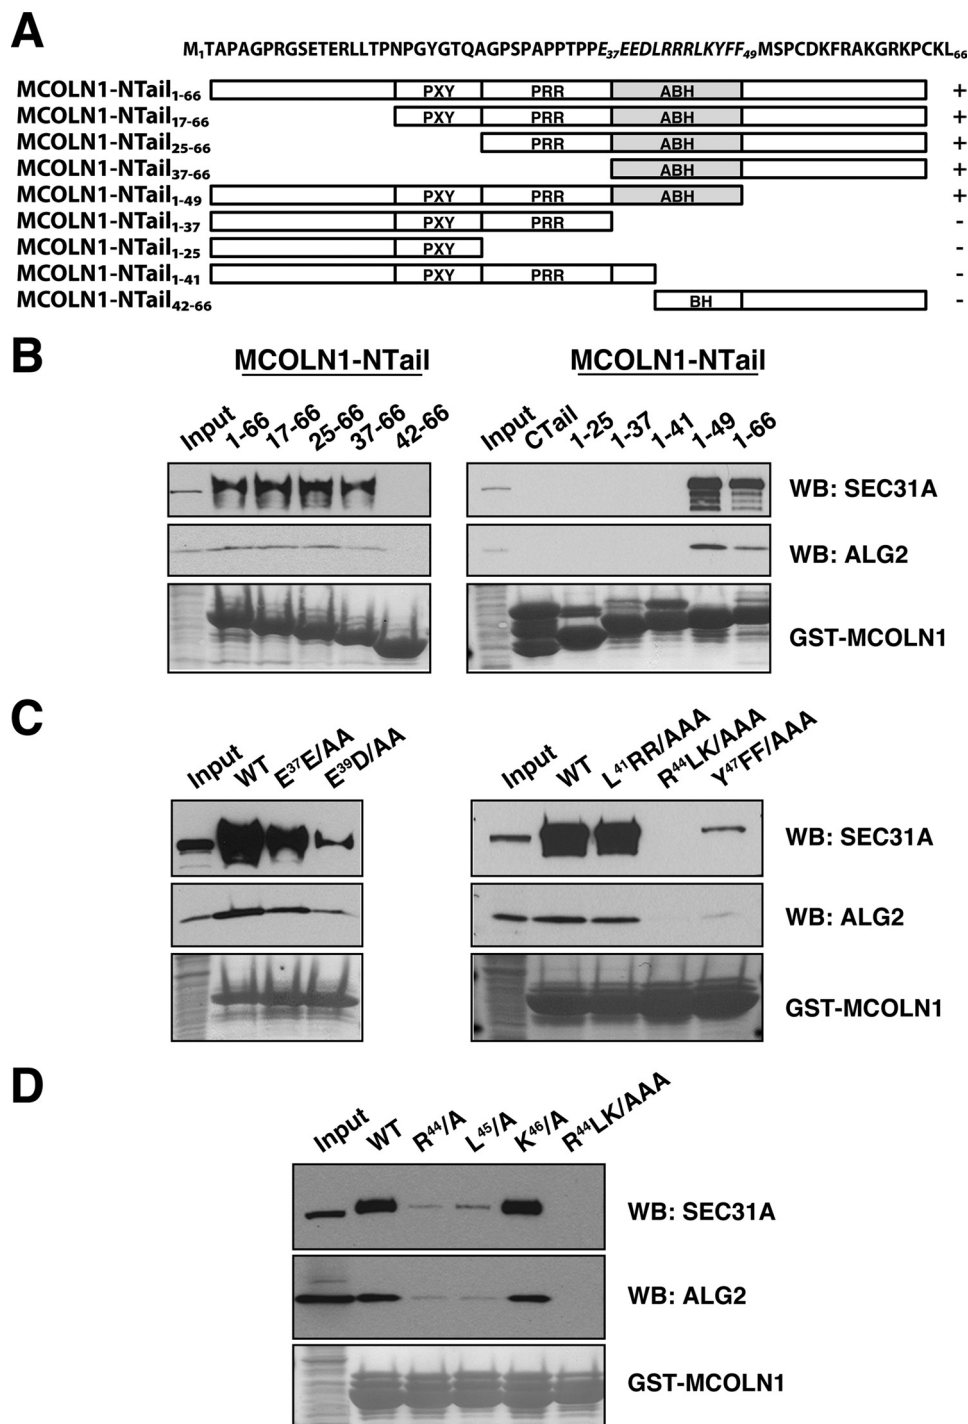 A
M₁TAPAGPRGSETERLLTPNPGYGTQAGPSPAPPTPPE₃₇EEDLRRRLKYFF₄₉MSPCDKFRAKGRKPCKL₆₆
MCOLN1-NTail₁₋₆₆ PXY PRR ABH +
MCOLN1-NTail₁₇₋₆₆ PXY PRR ABH +
MCOLN1-NTail₂₅₋₆₆ PRR ABH +
MCOLN1-NTail₃₇₋₆₆ ABH +
MCOLN1-NTail₁₋₄₉ PXY PRR ABH +
MCOLN1-NTail₁₋₃₇ PXY PRR -
MCOLN1-NTail₁₋₂₅ PXY -
MCOLN1-NTail₁₋₄₁ PXY PRR -
MCOLN1-NTail₄₂₋₆₆ BH -
B
MCOLN1-NTail MCOLN1-NTail
Input 1-66 17-66 25-66 37-66 42-66 Input CTail 1-25 1-37 1-41 1-49 1-66
WB: SEC31A
WB: ALG2
GST-MCOLN1
C
Input WT E³⁷E/AA E³⁹D/AA Input WT L⁴¹RR/AAA R⁴⁴LK/AAA Y⁴⁷FF/AAA
WB: SEC31A
WB: ALG2
GST-MCOLN1
D
Input WT R⁴⁴/A L⁴⁵/A K⁴⁶/A R⁴⁴LK/AAA
WB: SEC31A
WB: ALG2
GST-MCOLN1